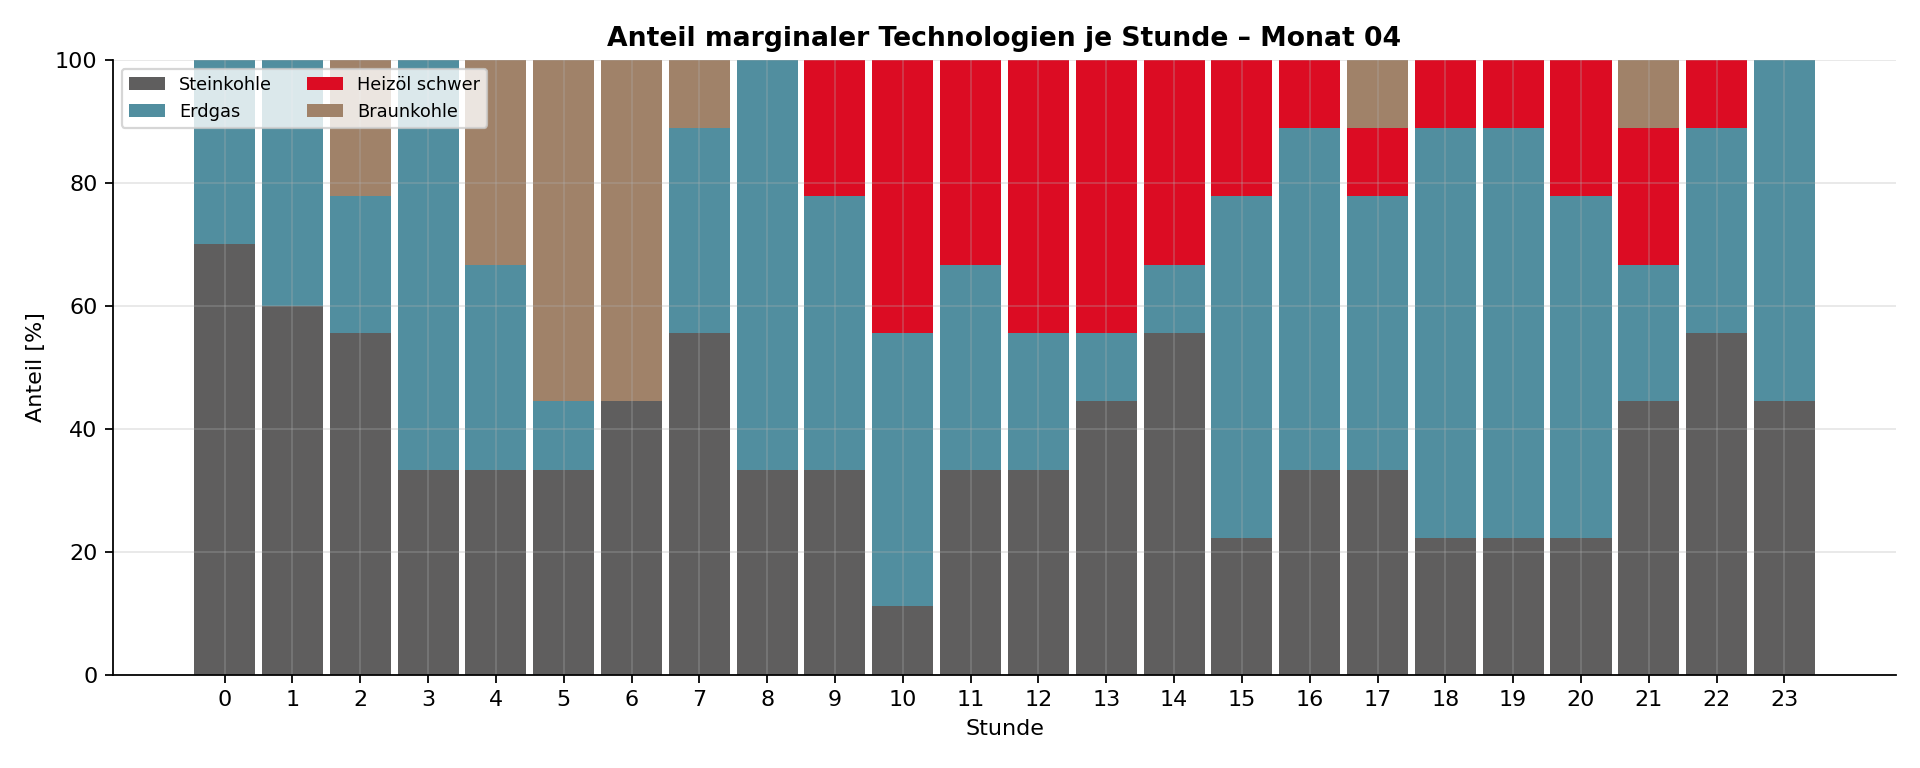 Anteil marginaler Technologien je Stunde – Monat 04
Steinkohle
Erdgas
Heizöl schwer
Braunkohle
Anteil [%]
100
80
60
40
20
0
0 1 2 3 4 5 6 7 8 9 10 11 12 13 14 15 16 17 18 19 20 21 22 23
Stunde